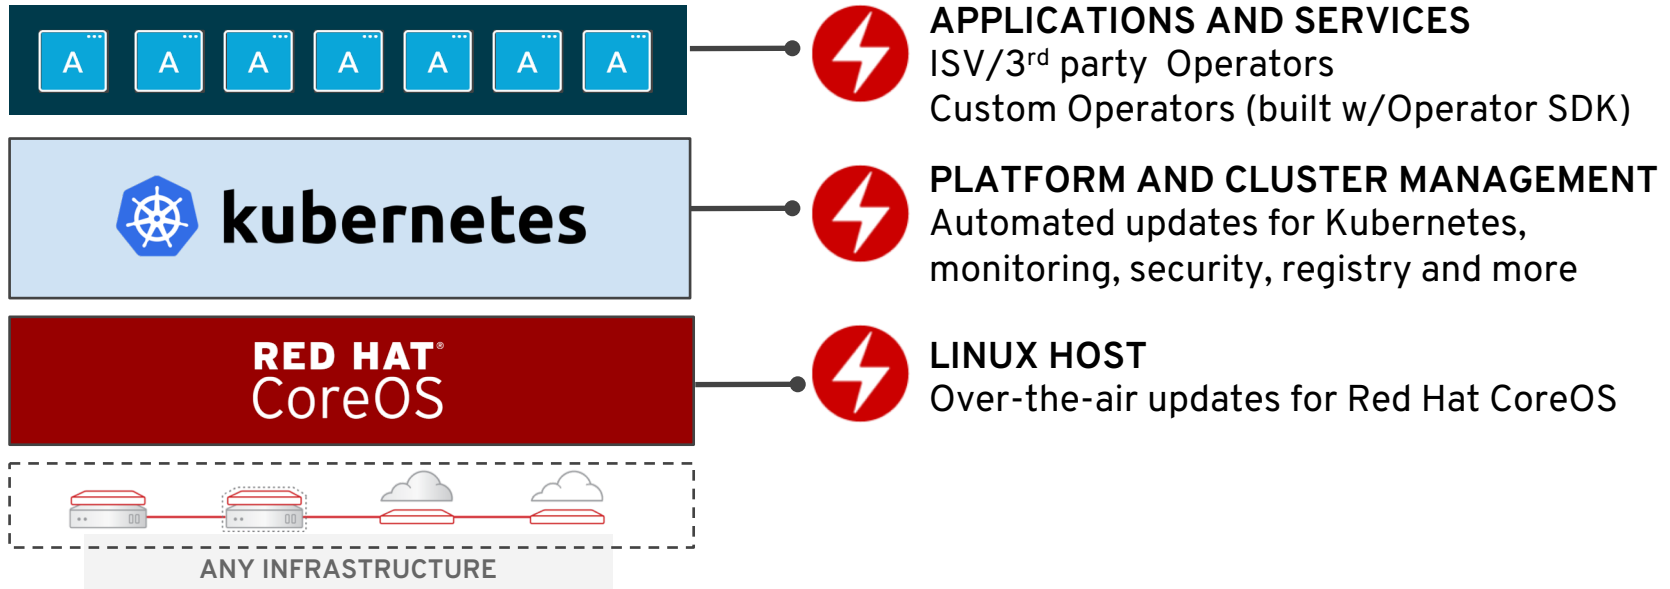 A A A A A A A
APPLICATIONS AND SERVICES
ISV/3rd party Operators
Custom Operators (built w/Operator SDK)
kubernetes
PLATFORM AND CLUSTER MANAGEMENT
Automated updates for Kubernetes,
monitoring, security, registry and more
RED HAT®
CoreOS
LINUX HOST
Over-the-air updates for Red Hat CoreOS
ANY INFRASTRUCTURE